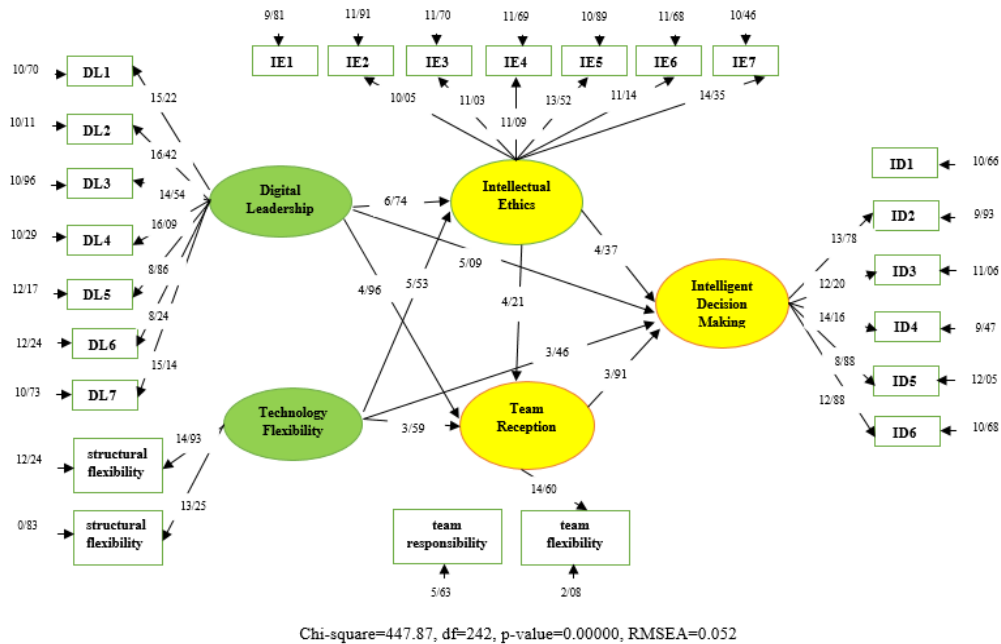 9/81 11/91 11/70 11/69 10/89 11/68 10/46
IE1 IE2 IE3 IE4 IE5 IE6 IE7
10/05 11/03 11/09 13/52 11/14 14/35
10/70 DL1
15/22
10/11 DL2
16/42
10/96 DL3
14/54
10/29 DL4
16/09
12/17 DL5
8/86
12/24 DL6
8/24
10/73 DL7
15/14
Digital
Leadership
Intellectual
Ethics
6/74
5/09
4/96
5/53
4/37
4/21
3/46
3/91
3/59
Intelligent
Decision
Making
ID1 10/66
ID2 9/93
13/78
ID3 11/06
12/20
ID4 9/47
14/16
ID5 12/05
8/88
ID6 10/68
12/88
Technology
Flexibility
Team
Reception
12/24
structural
flexibility
14/93
0/83
structural
flexibility
13/25
14/60
team
responsibility
team
flexibility
5/63 2/08
Chi-square=447.87, df=242, p-value=0.00000, RMSEA=0.052